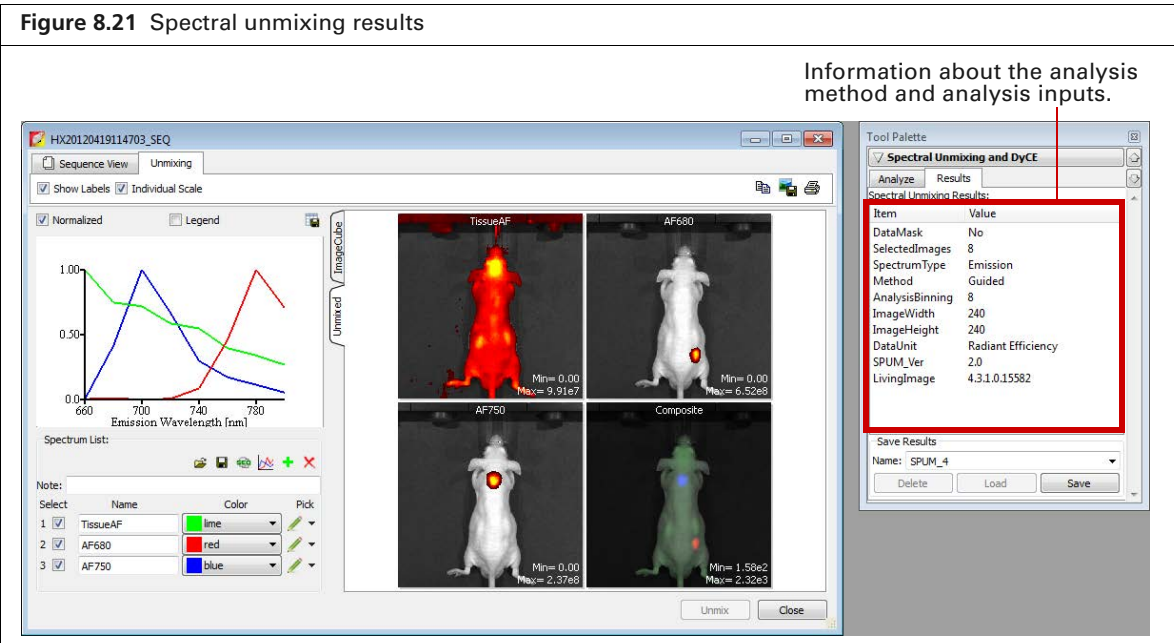 Figure 8.21 Spectral unmixing results
Information about the analysis
method and analysis inputs.
HX20120419114703_SEQ
Sequence View Unmixing
Show Labels Individual Scale
Normalized Legend
1.00
0.50
0.0
660 700 740 780
Emission Wavelength [nm]
Spectrum List:
Note:
Select Name Color Pick
1 TissueAF lime
2 AF680 red
3 AF750 blue
ImageCube
Unmixed
TissueAF
Min= 0.00
Max= 9.91e7
AF680
Min= 0.00
Max= 6.52e8
AF750
Min= 0.00
Max= 2.37e8
Composite
Min= 1.58e2
Max= 2.32e3
Unmix Close
Tool Palette
Spectral Unmixing and DyCE
Analyze Results
Spectral Unmixing Results:
Item Value
DataMask No
SelectedImages 8
SpectrumType Emission
Method Guided
AnalysisBinning 8
ImageWidth 240
ImageHeight 240
DataUnit Radiant Efficiency
SPUM_Ver 2.0
LivingImage 4.3.1.0.15582
Save Results
Name: SPUM_4
Delete Load Save